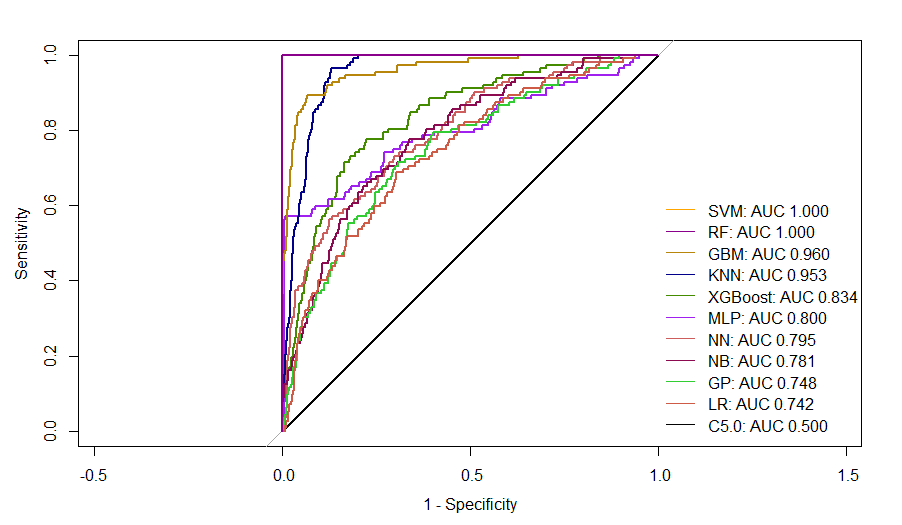 1.0
0.8
0.6
0.4
0.2
0.0
Sensitivity
SVM: AUC 1.000
RF: AUC 1.000
GBM: AUC 0.960
KNN: AUC 0.953
XGBoost: AUC 0.834
MLP: AUC 0.800
NN: AUC 0.795
NB: AUC 0.781
GP: AUC 0.748
LR: AUC 0.742
C5.0: AUC 0.500
-0.5 0.0 0.5 1.0 1.5
1 - Specificity